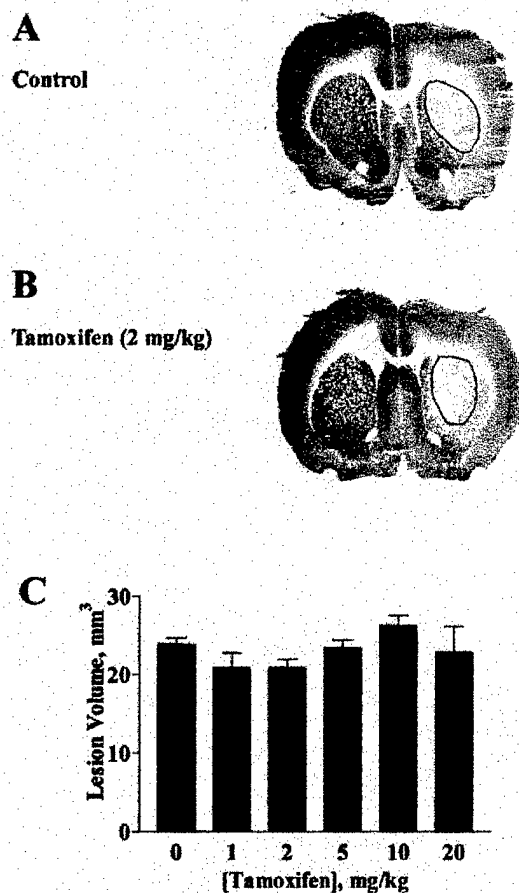 A
Control
B
Tamoxifen (2 mg/kg)
C
Lesion Volume, mm³
30
20
10
0
0 1 2 5 10 20
[Tamoxifen], mg/kg